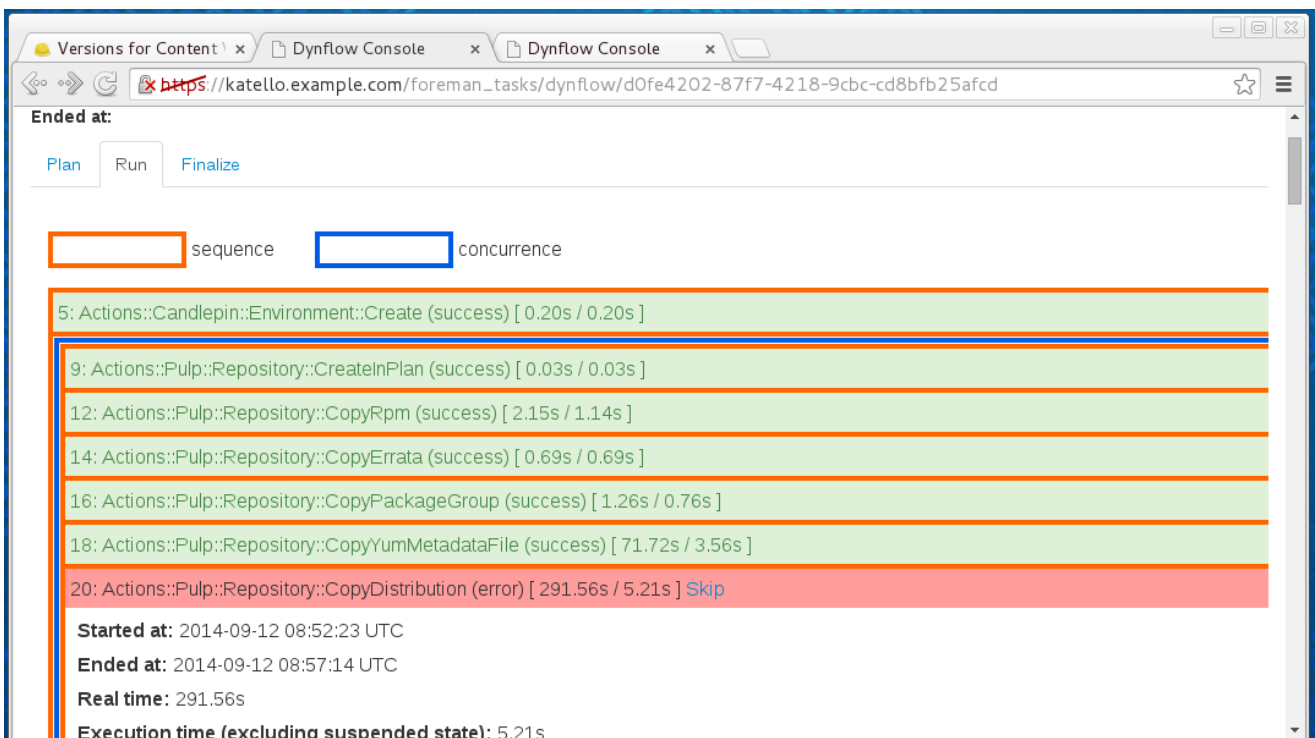 Versions for Content V
Dynflow Console
Dynflow Console
https://katello.example.com/foreman_tasks/dynflow/d0fe4202-87f7-4218-9cbc-cd8bfb25afcd
Ended at:
Plan Run Finalize
sequence concurrence
5: Actions::Candlepin::Environment::Create (success) [ 0.20s / 0.20s ]
9: Actions::Pulp::Repository::CreateInPlan (success) [ 0.03s / 0.03s ]
12: Actions::Pulp::Repository::CopyRpm (success) [ 2.15s / 1.14s ]
14: Actions::Pulp::Repository::CopyErrata (success) [ 0.69s / 0.69s ]
16: Actions::Pulp::Repository::CopyPackageGroup (success) [ 1.26s / 0.76s ]
18: Actions::Pulp::Repository::CopyYumMetadataFile (success) [ 71.72s / 3.56s ]
20: Actions::Pulp::Repository::CopyDistribution (error) [ 291.56s / 5.21s ] Skip
Started at: 2014-09-12 08:52:23 UTC
Ended at: 2014-09-12 08:57:14 UTC
Real time: 291.56s
Execution time (excluding suspended state): 5.21s